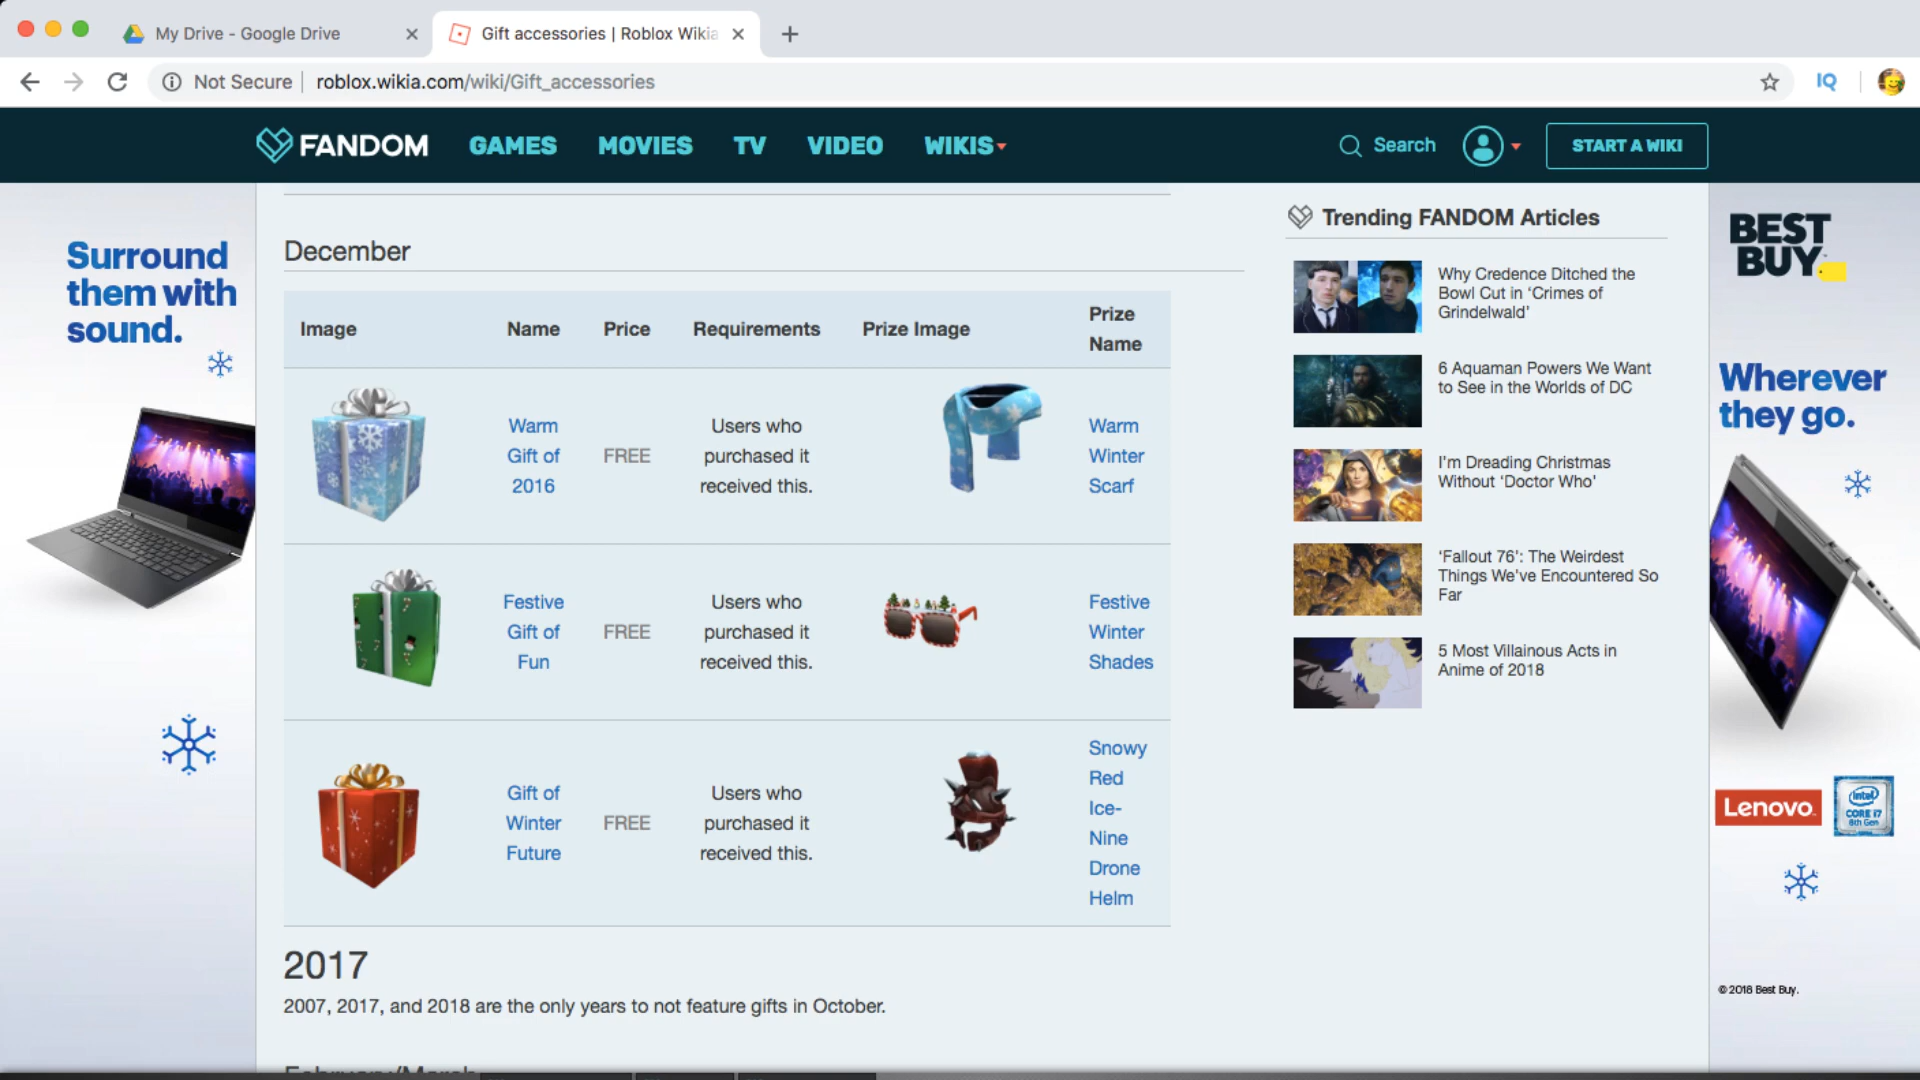 My Drive - Google Drive
Gift accessories | Roblox Wikia
Not Secure
roblox.wikia.com/wiki/Gift_accessories
IQ
FANDOM
GAMES
MOVIES
TV
VIDEO
WIKIS
Search
START A WIKI
Surround
them with
sound.
December
Image
Name
Price
Requirements
Prize Image
Prize
Name
Warm
Gift of
2016
FREE
Users who
purchased it
received this.
Warm
Winter
Scarf
Festive
Gift of
Fun
FREE
Users who
purchased it
received this.
Festive
Winter
Shades
Gift of
Winter
Future
FREE
Users who
purchased it
received this.
Snowy
Red
Ice-
Nine
Drone
Helm
2017
2007, 2017, and 2018 are the only years to not feature gifts in October.
February/March
Trending FANDOM Articles
Why Credence Ditched the
Bowl Cut in ‘Crimes of
Grindelwald’
6 Aquaman Powers We Want
to See in the Worlds of DC
I'm Dreading Christmas
Without ‘Doctor Who’
‘Fallout 76’: The Weirdest
Things We’ve Encountered So
Far
5 Most Villainous Acts in
Anime of 2018
BEST
BUY
Wherever
they go.
Lenovo
intel
CORE i7
8th Gen
© 2018 Best Buy.